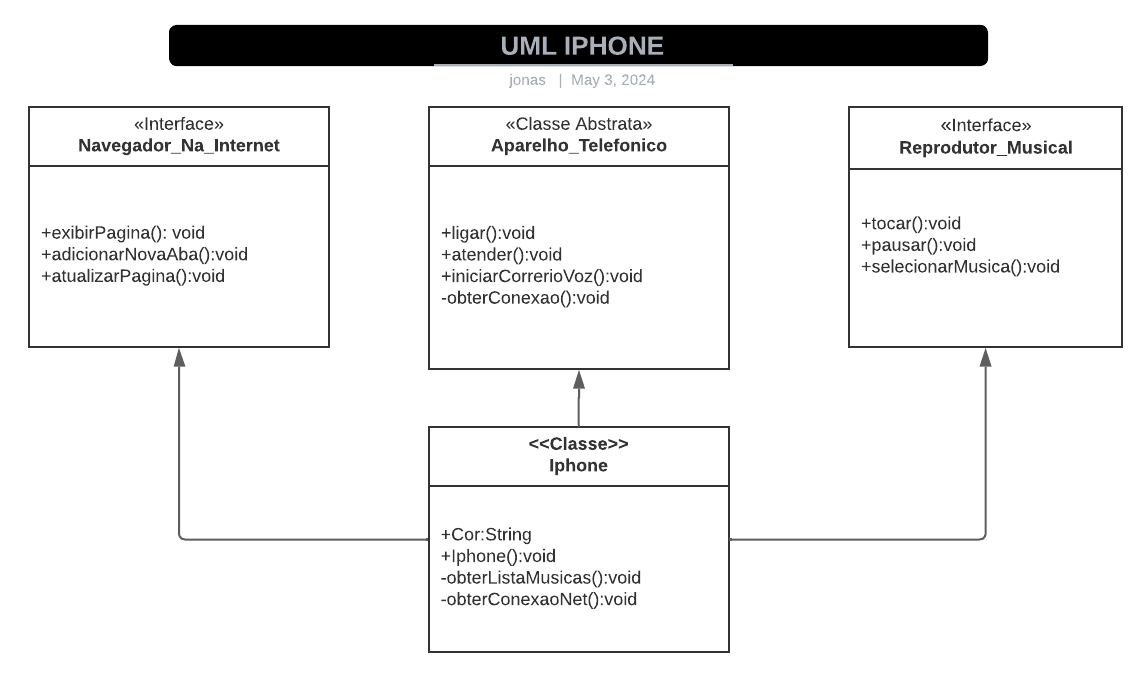 UML IPHONE
jonas | May 3, 2024
«Interface»
Navegador_Na_Internet
+exibirPagina(): void
+adicionarNovaAba():void
+atualizarPagina():void
«Classe Abstrata»
Aparelho_Telefonico
+ligar():void
+atender():void
+iniciarCorrerioVoz():void
-obterConexao():void
«Interface»
Reprodutor_Musical
+tocar():void
+pausar():void
+selecionarMusica():void
<<Classe>>
Iphone
+Cor:String
+Iphone():void
-obterListaMusicas():void
-obterConexaoNet():void